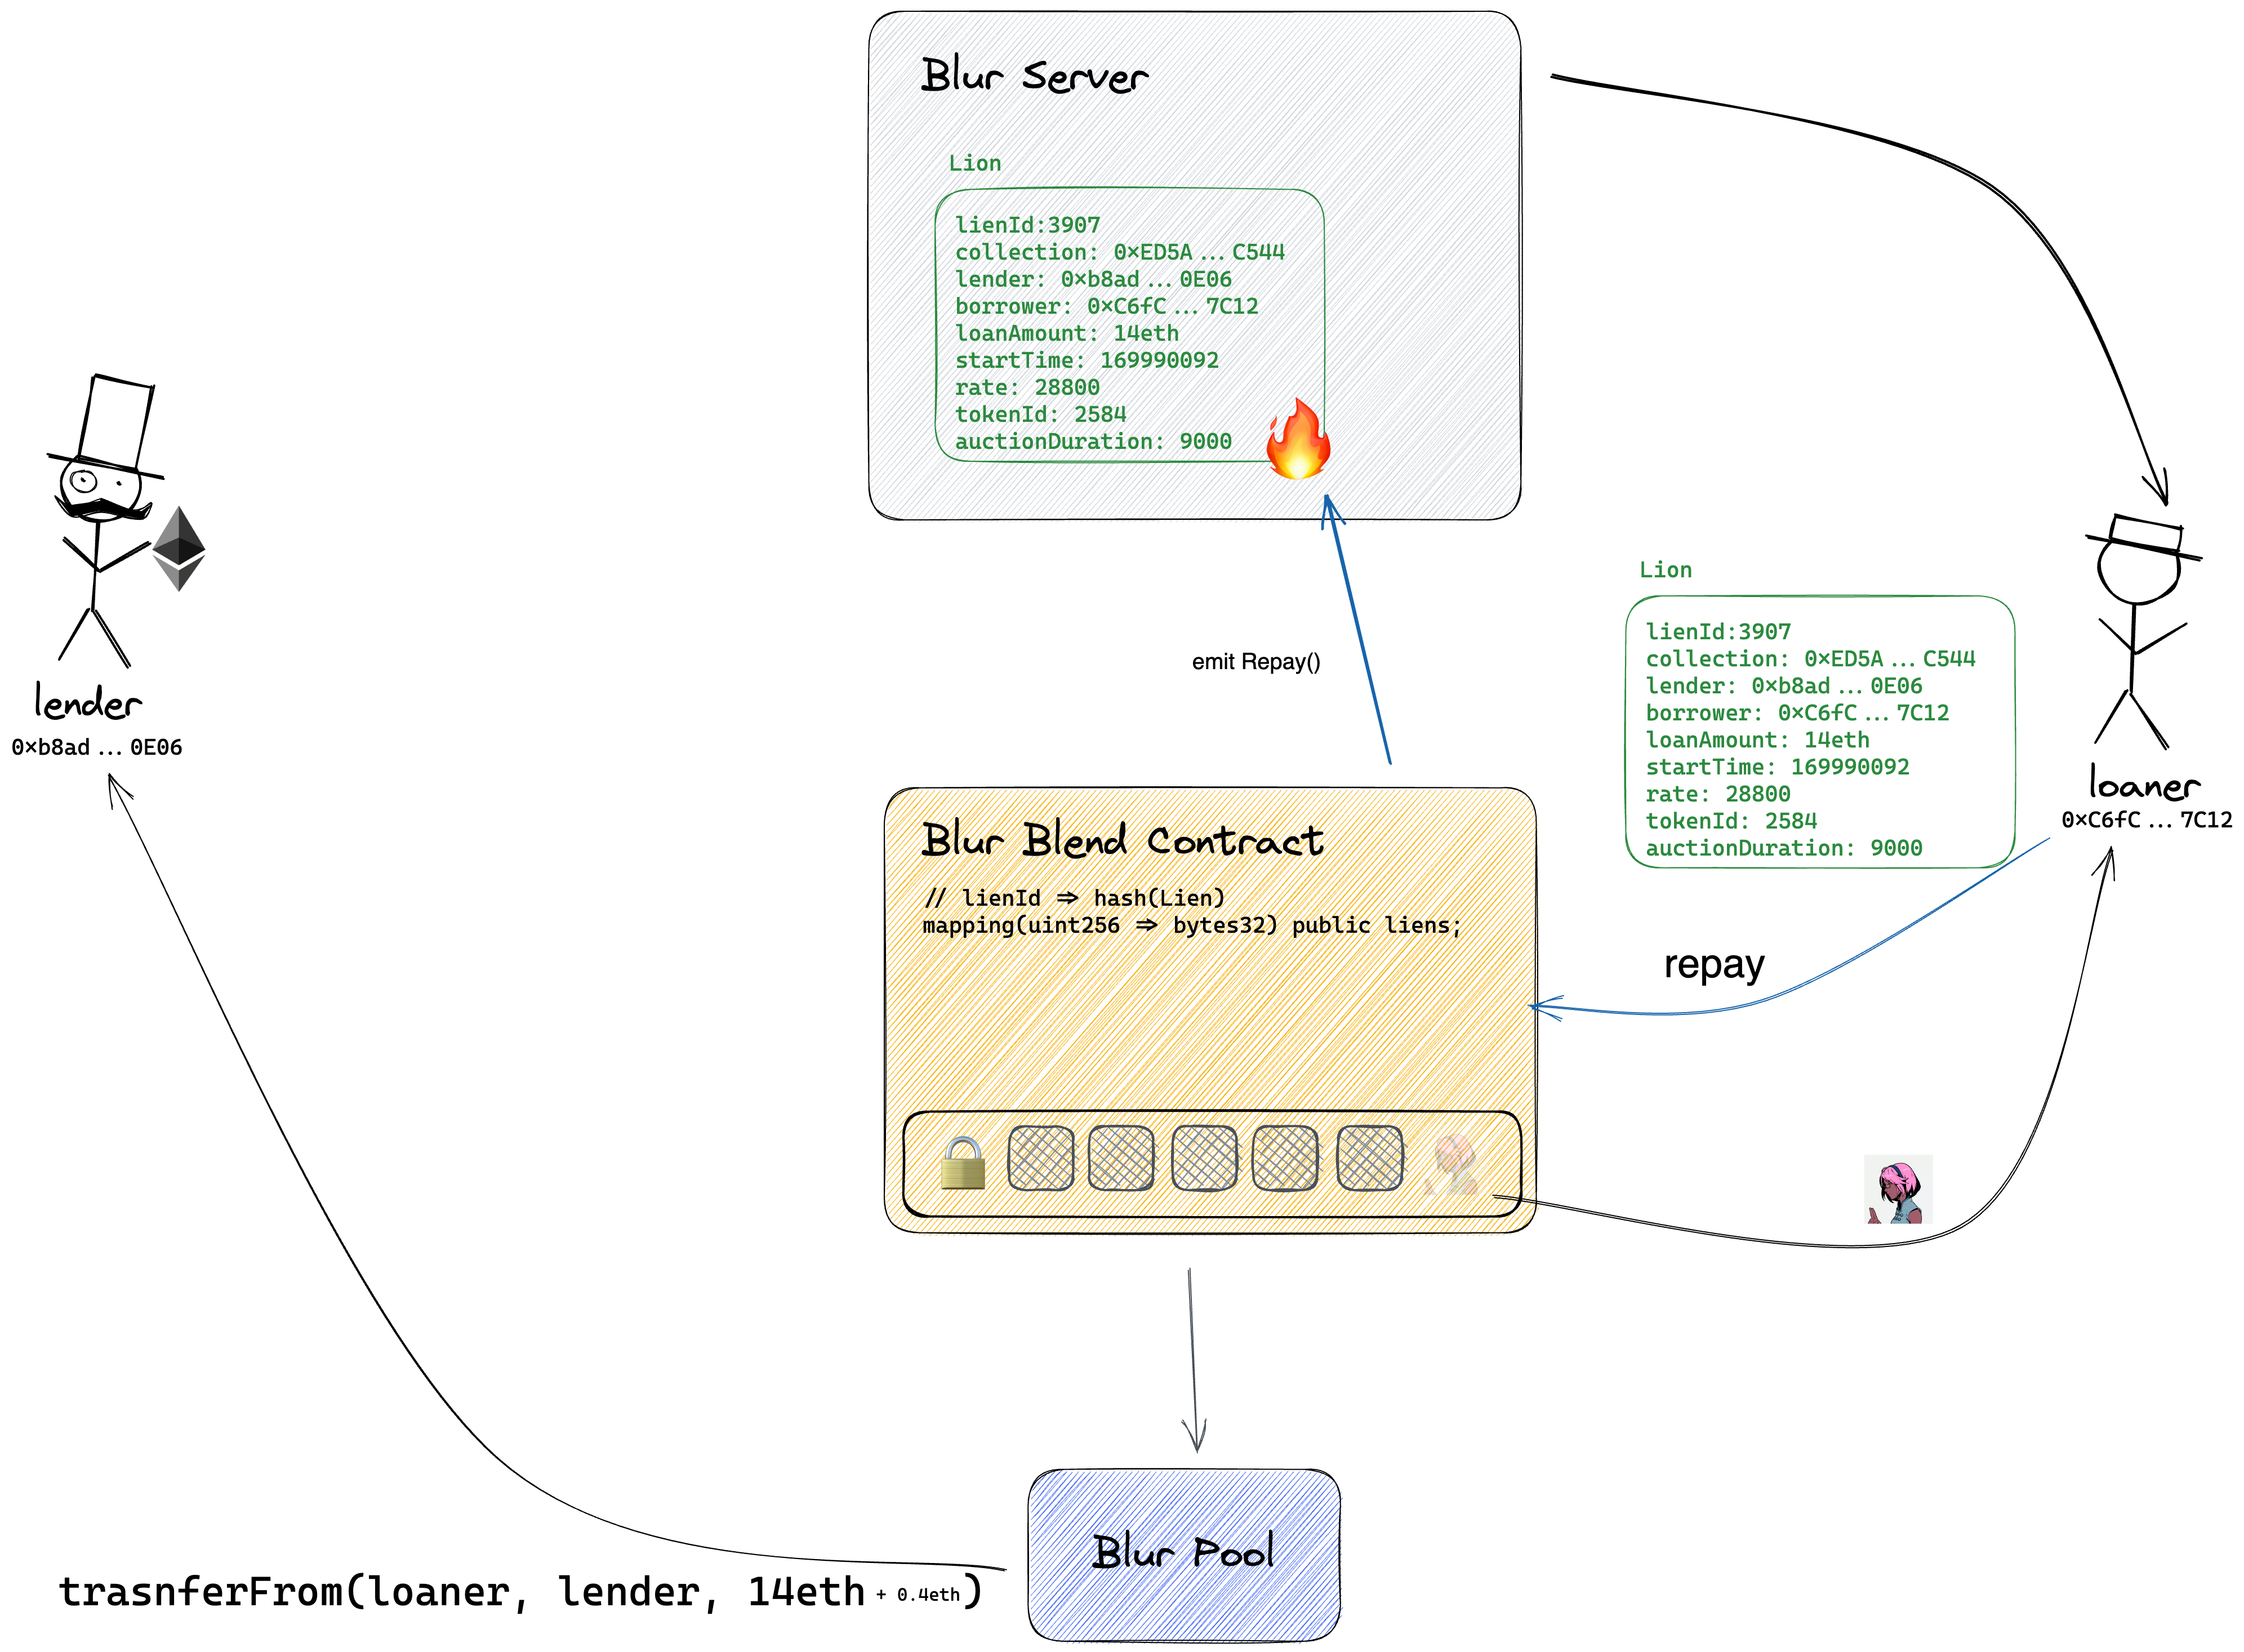 Blur Server
Lion
lienId:3907
collection: 0×ED5A ... C544
lender: 0×b8ad ... 0E06
borrower: 0×C6fC ... 7C12
loanAmount: 14eth
startTime: 169990092
rate: 28800
tokenId: 2584
auctionDuration: 9000
lender
0×b8ad ... 0E06
emit Repay()
Lion
lienId:3907
collection: 0×ED5A ... C544
lender: 0×b8ad ... 0E06
borrower: 0×C6fC ... 7C12
loanAmount: 14eth
startTime: 169990092
rate: 28800
tokenId: 2584
auctionDuration: 9000
loaner
0×C6fC ... 7C12
Blur Blend Contract
// lienId ⇒ hash(Lien)
mapping(uint256 ⇒ bytes32) public liens;
repay
Blur Pool
trasnferFrom(loaner, lender, 14eth + 0.4eth)